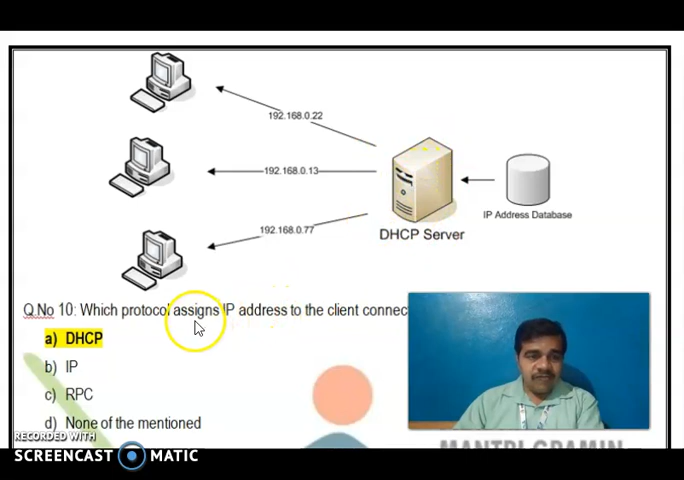 192.168.0.22
192.168.0.13
IP Address Database
192.168.0.77
DHCP Server
Q.No 10: Which protocol assigns IP address to the client connec
a) DHCP
b) IP
c) RPC
d) None of the mentioned
MANTRI GRAMIN
RECORDED WITH
SCREENCAST MATIC